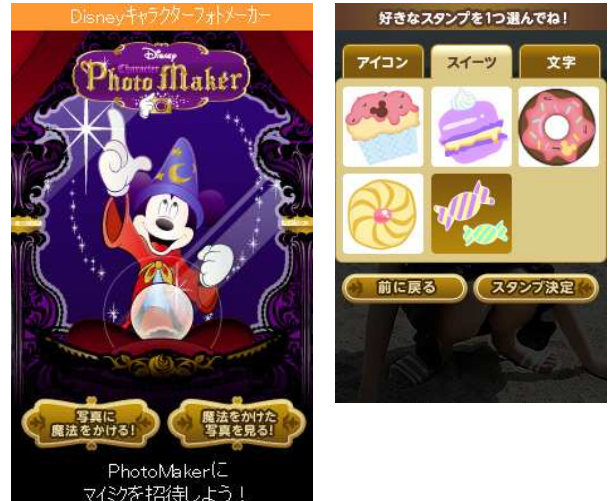 Disneyキャラクターフォトメーカー
Disney
Character
Photo Maker
写真に
魔法をかける!
魔法をかけた
写真を見る!
PhotoMakerに
マイミクを招待しよう!
好きなスタンプを1つ選んでね!
アイコン
スイーツ
文字
前に戻る
スタンプ決定